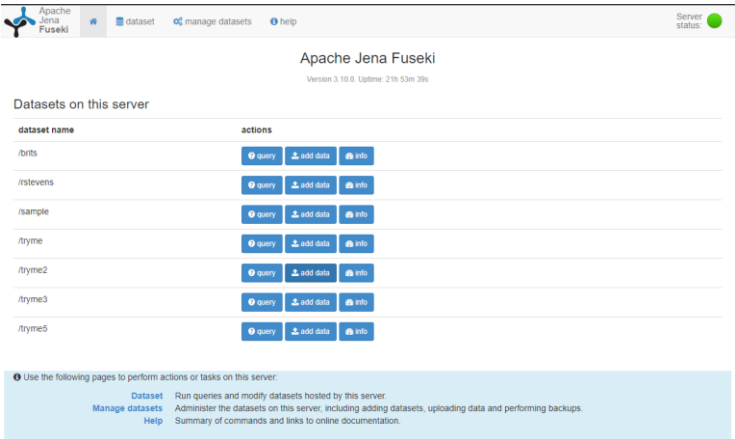 Apache
Jena
Fuseki
dataset
manage datasets
help
Server
status:
Apache Jena Fuseki
Version 3.10.0. Uptime: 21h 53m 39s
Datasets on this server
dataset name actions
/brits query add data info
/rstevens query add data info
/sample query add data info
/tryme query add data info
/tryme2 query add data info
/tryme3 query add data info
/tryme5 query add data info
Use the following pages to perform actions or tasks on this server:
Dataset Run queries and modify datasets hosted by this server.
Manage datasets Administer the datasets on this server, including adding datasets, uploading data and performing backups.
Help Summary of commands and links to online documentation.